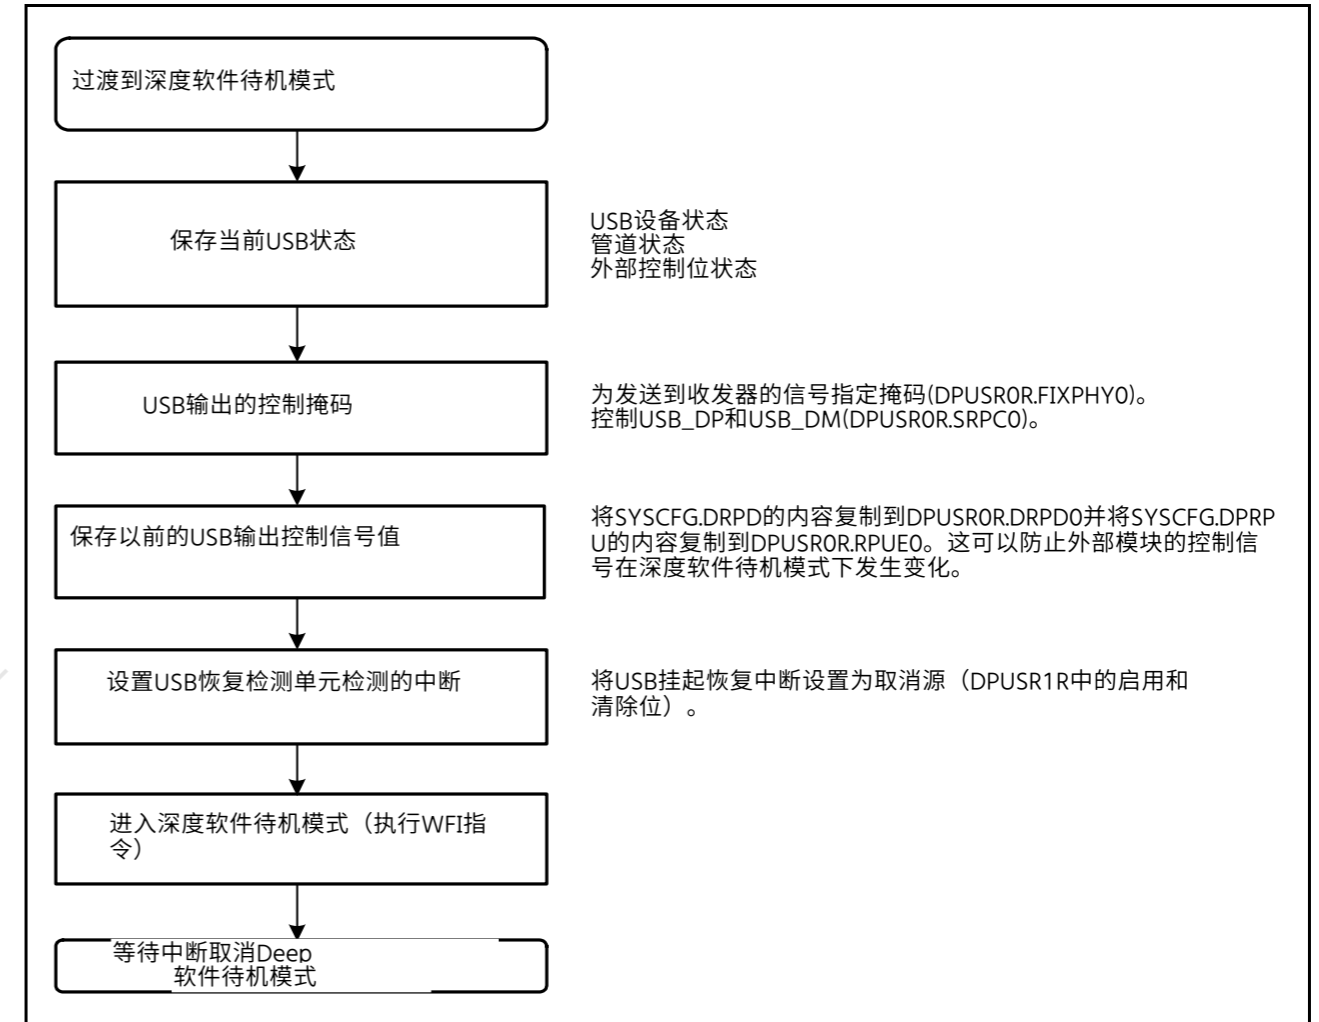 过渡到深度软件待机模式
保存当前USB状态
USB设备状态
管道状态
外部控制位状态
USB输出的控制掩码
为发送到收发器的信号指定掩码(DPUSR0R.FIXPHY0)。
控制USB_DP和USB_DM(DPUSR0R.SRPC0)。
保存以前的USB输出控制信号值
将SYSCFG.DRPD的内容复制到DPUSR0R.DRPD0并将SYSCFG.DPRP
U的内容复制到DPUSR0R.RPUE0。这可以防止外部模块的控制信
号在深度软件待机模式下发生变化。
设置USB恢复检测单元检测的中断
将USB挂起恢复中断设置为取消源（DPUSR1R中的启用和
清除位）。
进入深度软件待机模式（执行WFI指
令）
等待中断取消Deep
软件待机模式